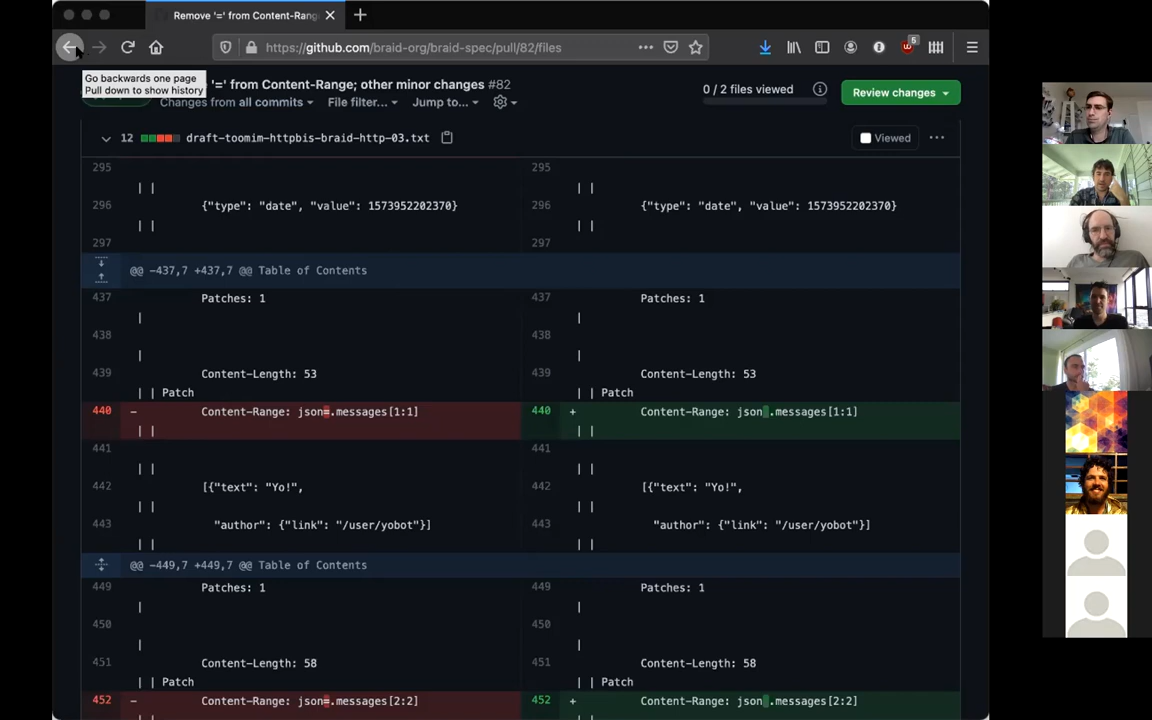 Remove '=' from Content-Rang
https://github.com/braid-org/braid-spec/pull/82/files
5
Go backwards one page
Pull down to show history
'=' from Content-Range; other minor changes #82
Changes from all commits
File filter...
Jump to...
0 / 2 files viewed
Review changes
12
draft-toomim-httpbis-braid-http-03.txt
Viewed
295
295
| |
| |
296 {"type": "date", "value": 1573952202370}
296 {"type": "date", "value": 1573952202370}
| |
| |
297
297
@@ -437,7 +437,7 @@ Table of Contents
437 Patches: 1
437 Patches: 1
|
|
438
438
|
|
439 Content-Length: 53
439 Content-Length: 53
| | Patch
| | Patch
440 - Content-Range: json=.messages[1:1]
440 + Content-Range: json .messages[1:1]
| |
| |
441
441
| |
| |
442 [{"text": "Yo!",
442 [{"text": "Yo!",
| |
| |
443 "author": {"link": "/user/yobot"}]
443 "author": {"link": "/user/yobot"}]
| |
| |
@@ -449,7 +449,7 @@ Table of Contents
449 Patches: 1
449 Patches: 1
|
|
450
450
|
|
451 Content-Length: 58
451 Content-Length: 58
| | Patch
| | Patch
452 - Content-Range: json=.messages[2:2]
452 + Content-Range: json .messages[2:2]